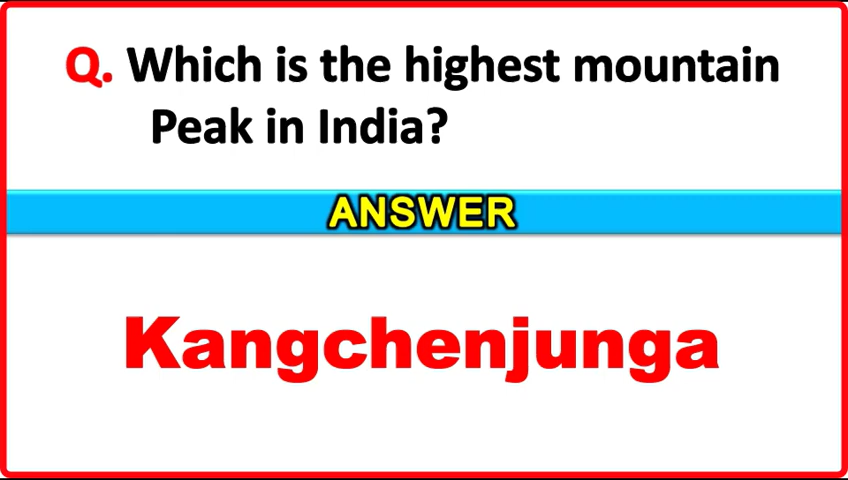 Q. Which is the highest mountain
Peak in India?
ANSWER
Kangchenjunga